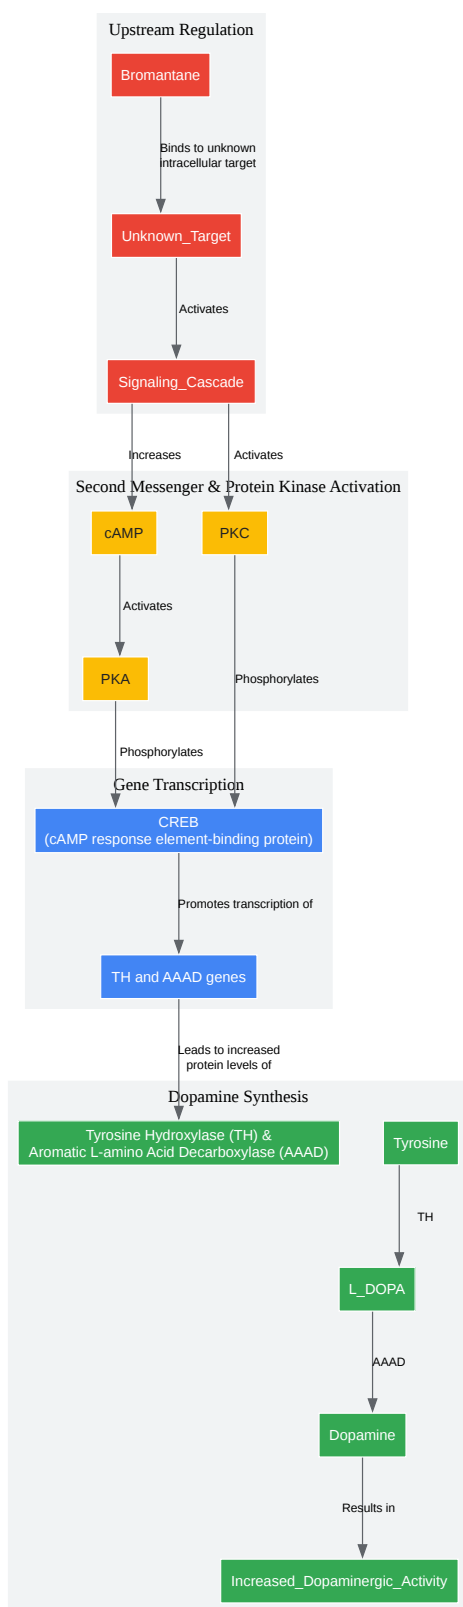 Upstream Regulation
Bromantane
Binds to unknown
intracellular target
Unknown_Target
Activates
Signaling_Cascade
Increases
Activates
Second Messenger & Protein Kinase Activation
cAMP
PKC
Activates
PKA
Phosphorylates
Phosphorylates
Gene Transcription
CREB
(cAMP response element-binding protein)
Promotes transcription of
TH and AAAD genes
Leads to increased
protein levels of
Dopamine Synthesis
Tyrosine Hydroxylase (TH) &
Aromatic L-amino Acid Decarboxylase (AAAD)
Tyrosine
TH
L_DOPA
AAAD
Dopamine
Results in
Increased_Dopaminergic_Activity